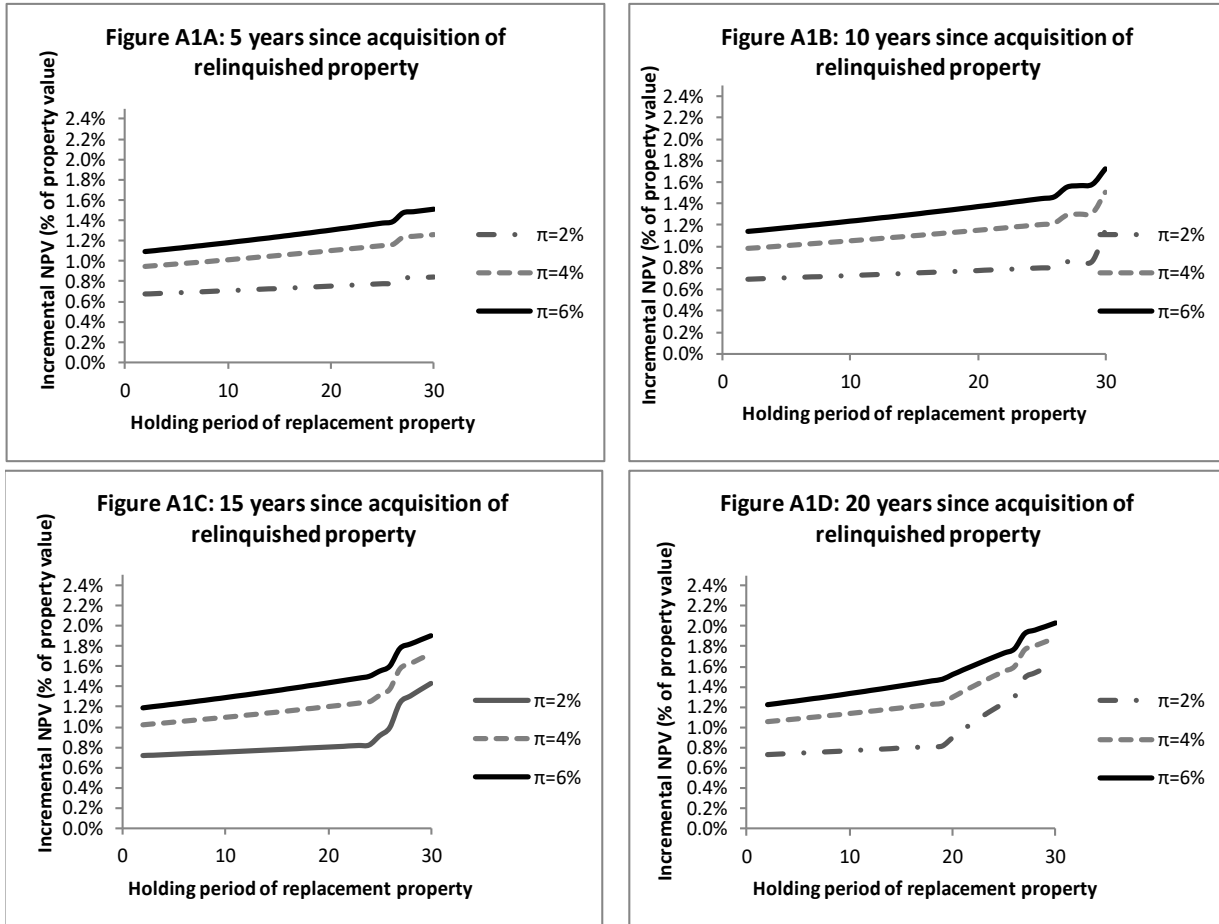 Figure A1A: 5 years since acquisition of
relinquished property
Incremental NPV (% of property value)
2.4%
2.2%
2.0%
1.8%
1.6%
1.4%
1.2%
1.0%
0.8%
0.6%
0.4%
0.2%
0.0%
0
10
20
30
Holding period of replacement property
π=2%
π=4%
π=6%
Figure A1B: 10 years since acquisition of
relinquished property
Incremental NPV (% of property value)
2.4%
2.2%
2.0%
1.8%
1.6%
1.4%
1.2%
1.0%
0.8%
0.6%
0.4%
0.2%
0.0%
0
10
20
30
Holding period of replacement property
π=2%
π=4%
π=6%
Figure A1C: 15 years since acquisition of
relinquished property
Incremental NPV (% of property value)
2.4%
2.2%
2.0%
1.8%
1.6%
1.4%
1.2%
1.0%
0.8%
0.6%
0.4%
0.2%
0.0%
0
10
20
30
Holding period of replacement property
π=2%
π=4%
π=6%
Figure A1D: 20 years since acquisition of
relinquished property
Incremental NPV (% of property value)
2.4%
2.2%
2.0%
1.8%
1.6%
1.4%
1.2%
1.0%
0.8%
0.6%
0.4%
0.2%
0.0%
0
10
20
30
Holding period of replacement property
π=2%
π=4%
π=6%